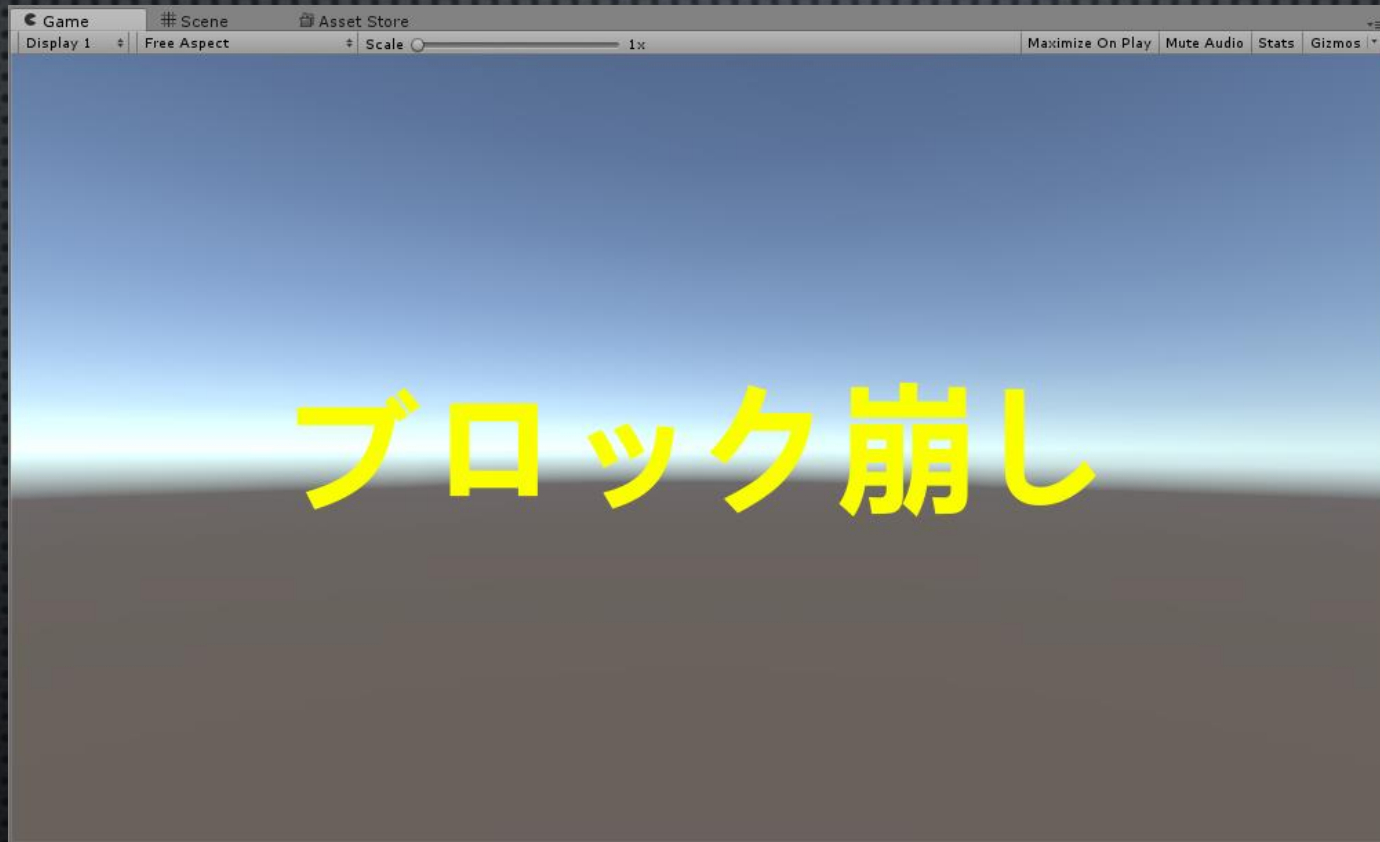 Game Scene Asset Store
Display 1 Free Aspect Scale 1x Maximize On Play Mute Audio Stats Gizmos
ブロック崩し